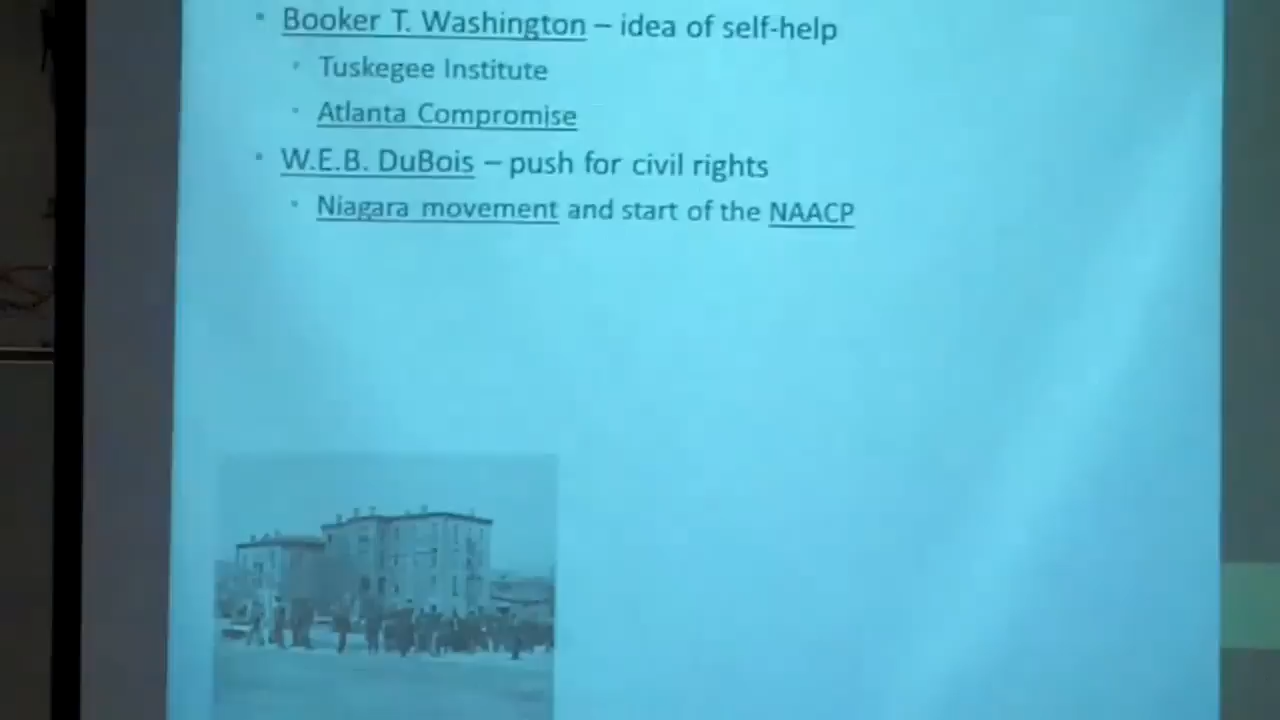 • Booker T. Washington – idea of self-help
• Tuskegee Institute
• Atlanta Compromise
• W.E.B. DuBois – push for civil rights
• Niagara movement and start of the NAACP